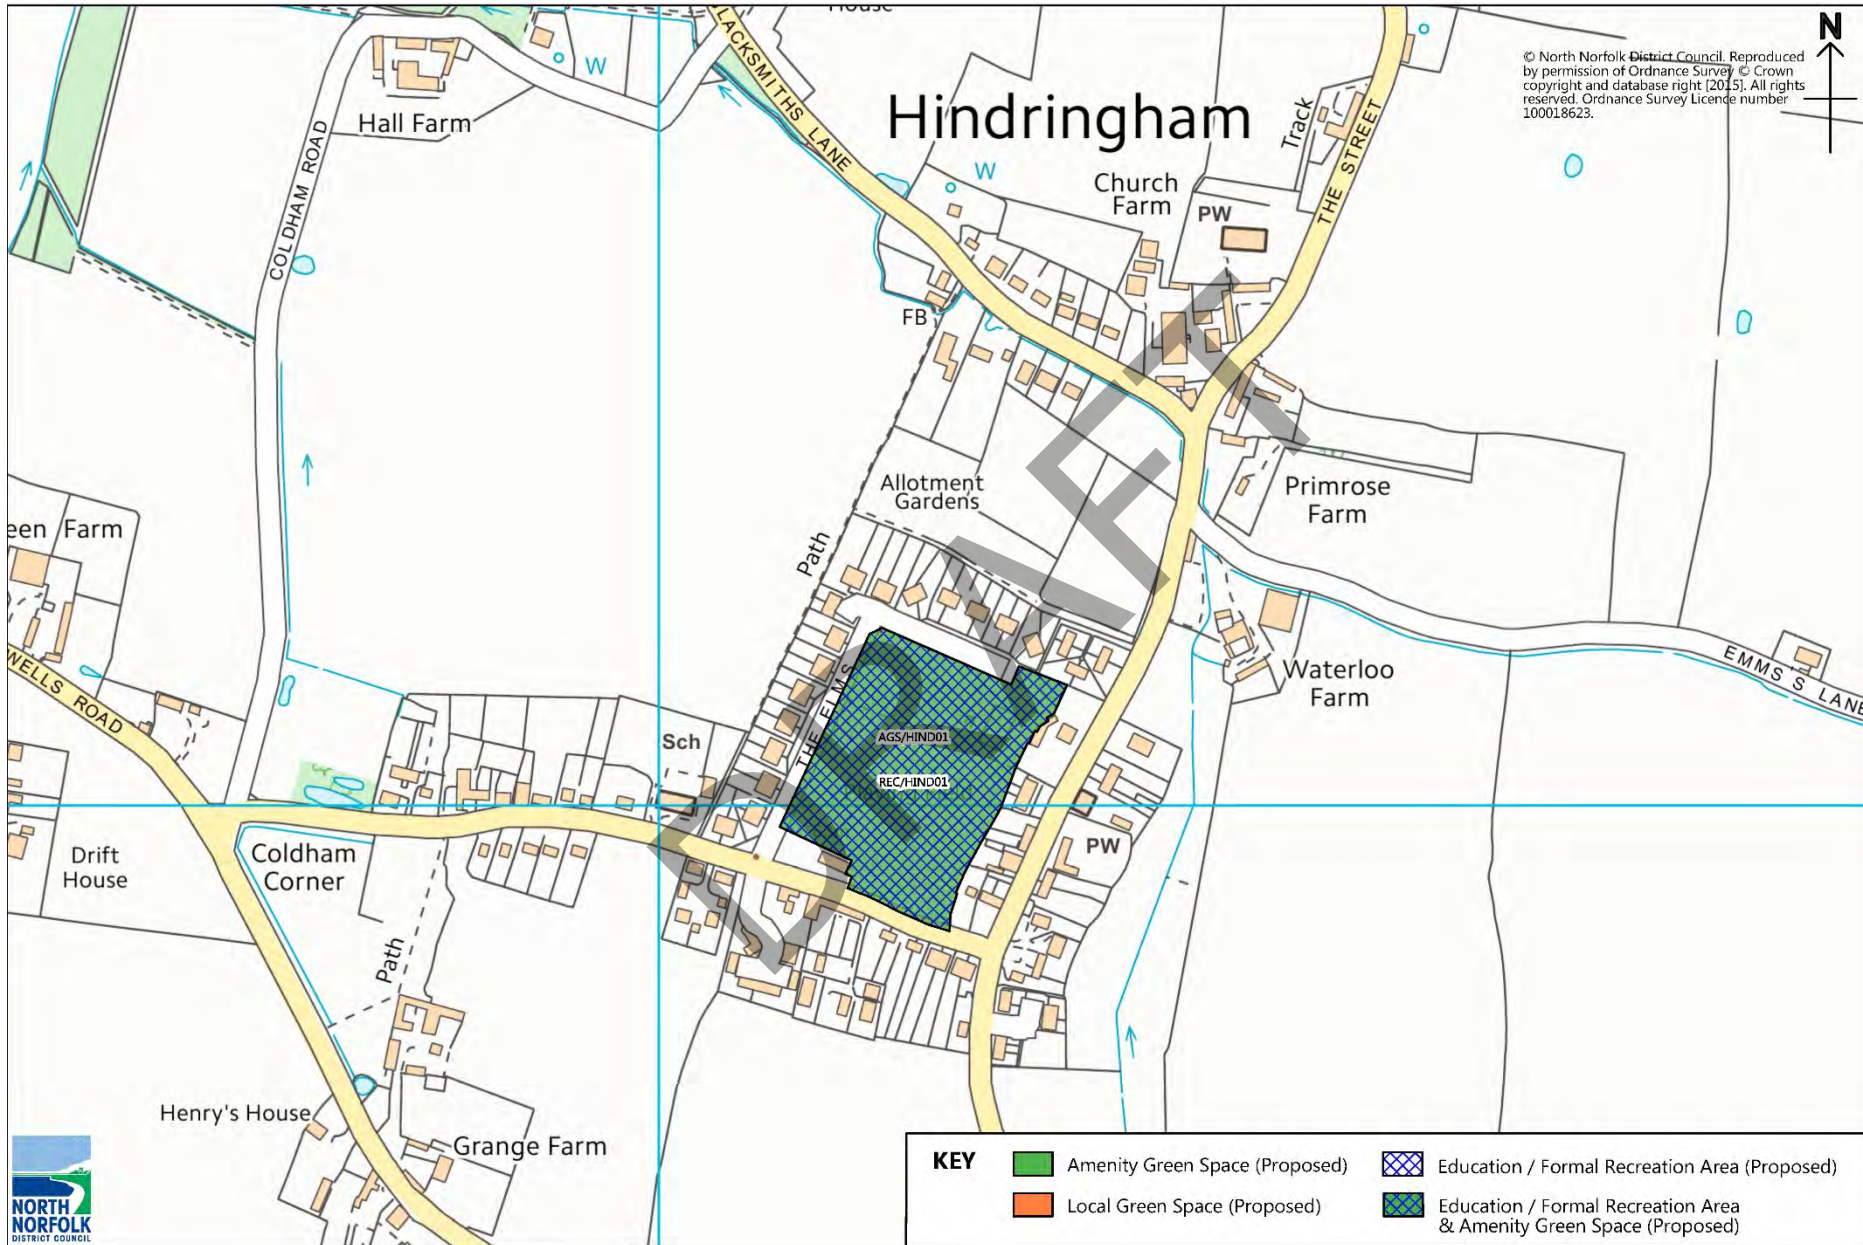 House
N
© North Norfolk District Council. Reproduced
by permission of Ordnance Survey © Crown
copyright and database right [2015]. All rights
reserved. Ordnance Survey Licence number
100018623.
W
Hall Farm
LACKSMITHS LANE
Hindringham
Track
THE STREET
COLDHAM ROAD
W
Church
Farm
PW
FB
Allotment
Gardens
Primrose
Farm
een Farm
Path
WELLS ROAD
Waterloo
Farm
EMMS'S LANE
THE ELMS
Sch
AGS/HIND01
REC/HIND01
DRAFT
Drift
House
Coldham
Corner
PW
Path
Henry's House
Grange Farm
NORTH
NORFOLK
DISTRICT COUNCIL
KEY
Amenity Green Space (Proposed)
Local Green Space (Proposed)
Education / Formal Recreation Area (Proposed)
Education / Formal Recreation Area
& Amenity Green Space (Proposed)